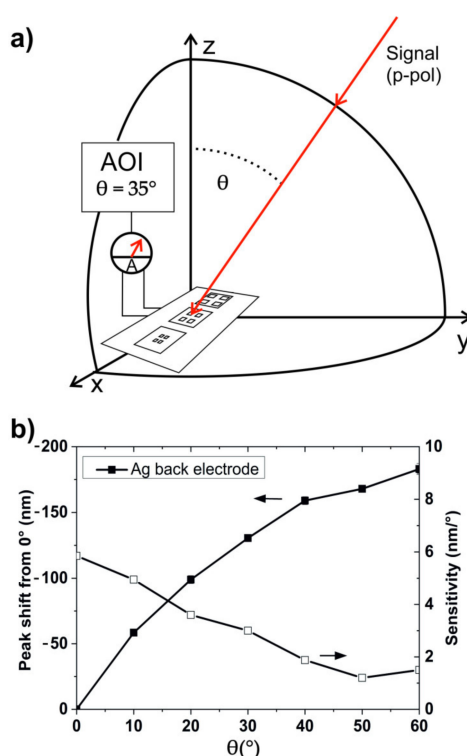 a)
z
Signal
(p-pol)
AOI
θ = 35°
θ
A
y
x
b)
-200
-150
-100
-50
0
Peak shift from 0° (nm)
Ag back electrode
10
8
6
4
2
0
Sensitivity (nm/°)
0 10 20 30 40 50 60
θ(°)